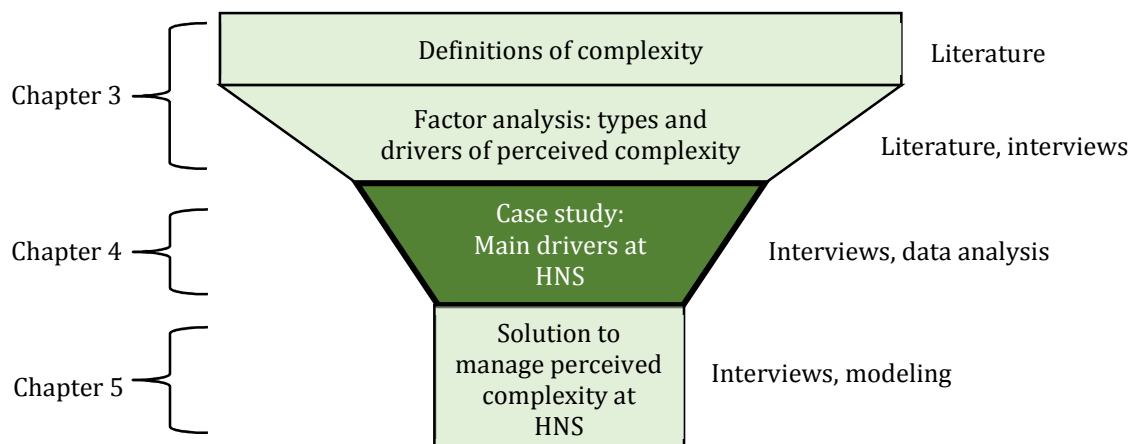 Definitions of complexity
Literature
Chapter 3
Factor analysis: types and
drivers of perceived complexity
Literature, interviews
Case study:
Main drivers at
HNS
Chapter 4
Interviews, data analysis
Solution to
manage perceived
complexity at
HNS
Chapter 5
Interviews, modeling